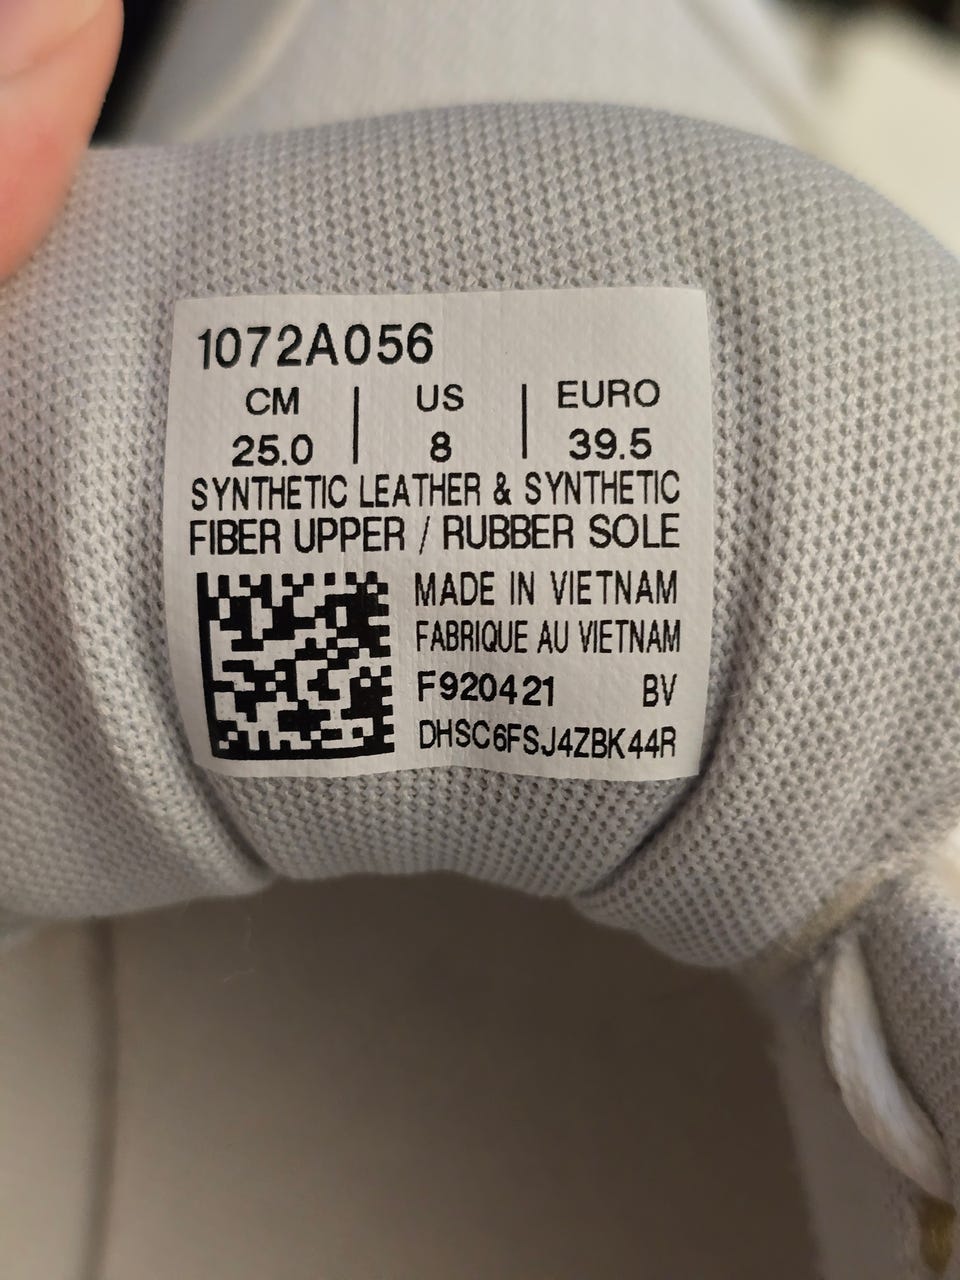 1072A056
CM | US | EURO
25.0 | 8 | 39.5
SYNTHETIC LEATHER & SYNTHETIC
FIBER UPPER / RUBBER SOLE
MADE IN VIETNAM
FABRIQUE AU VIETNAM
F920421 BV
DHSC6FSJ4ZBK44R